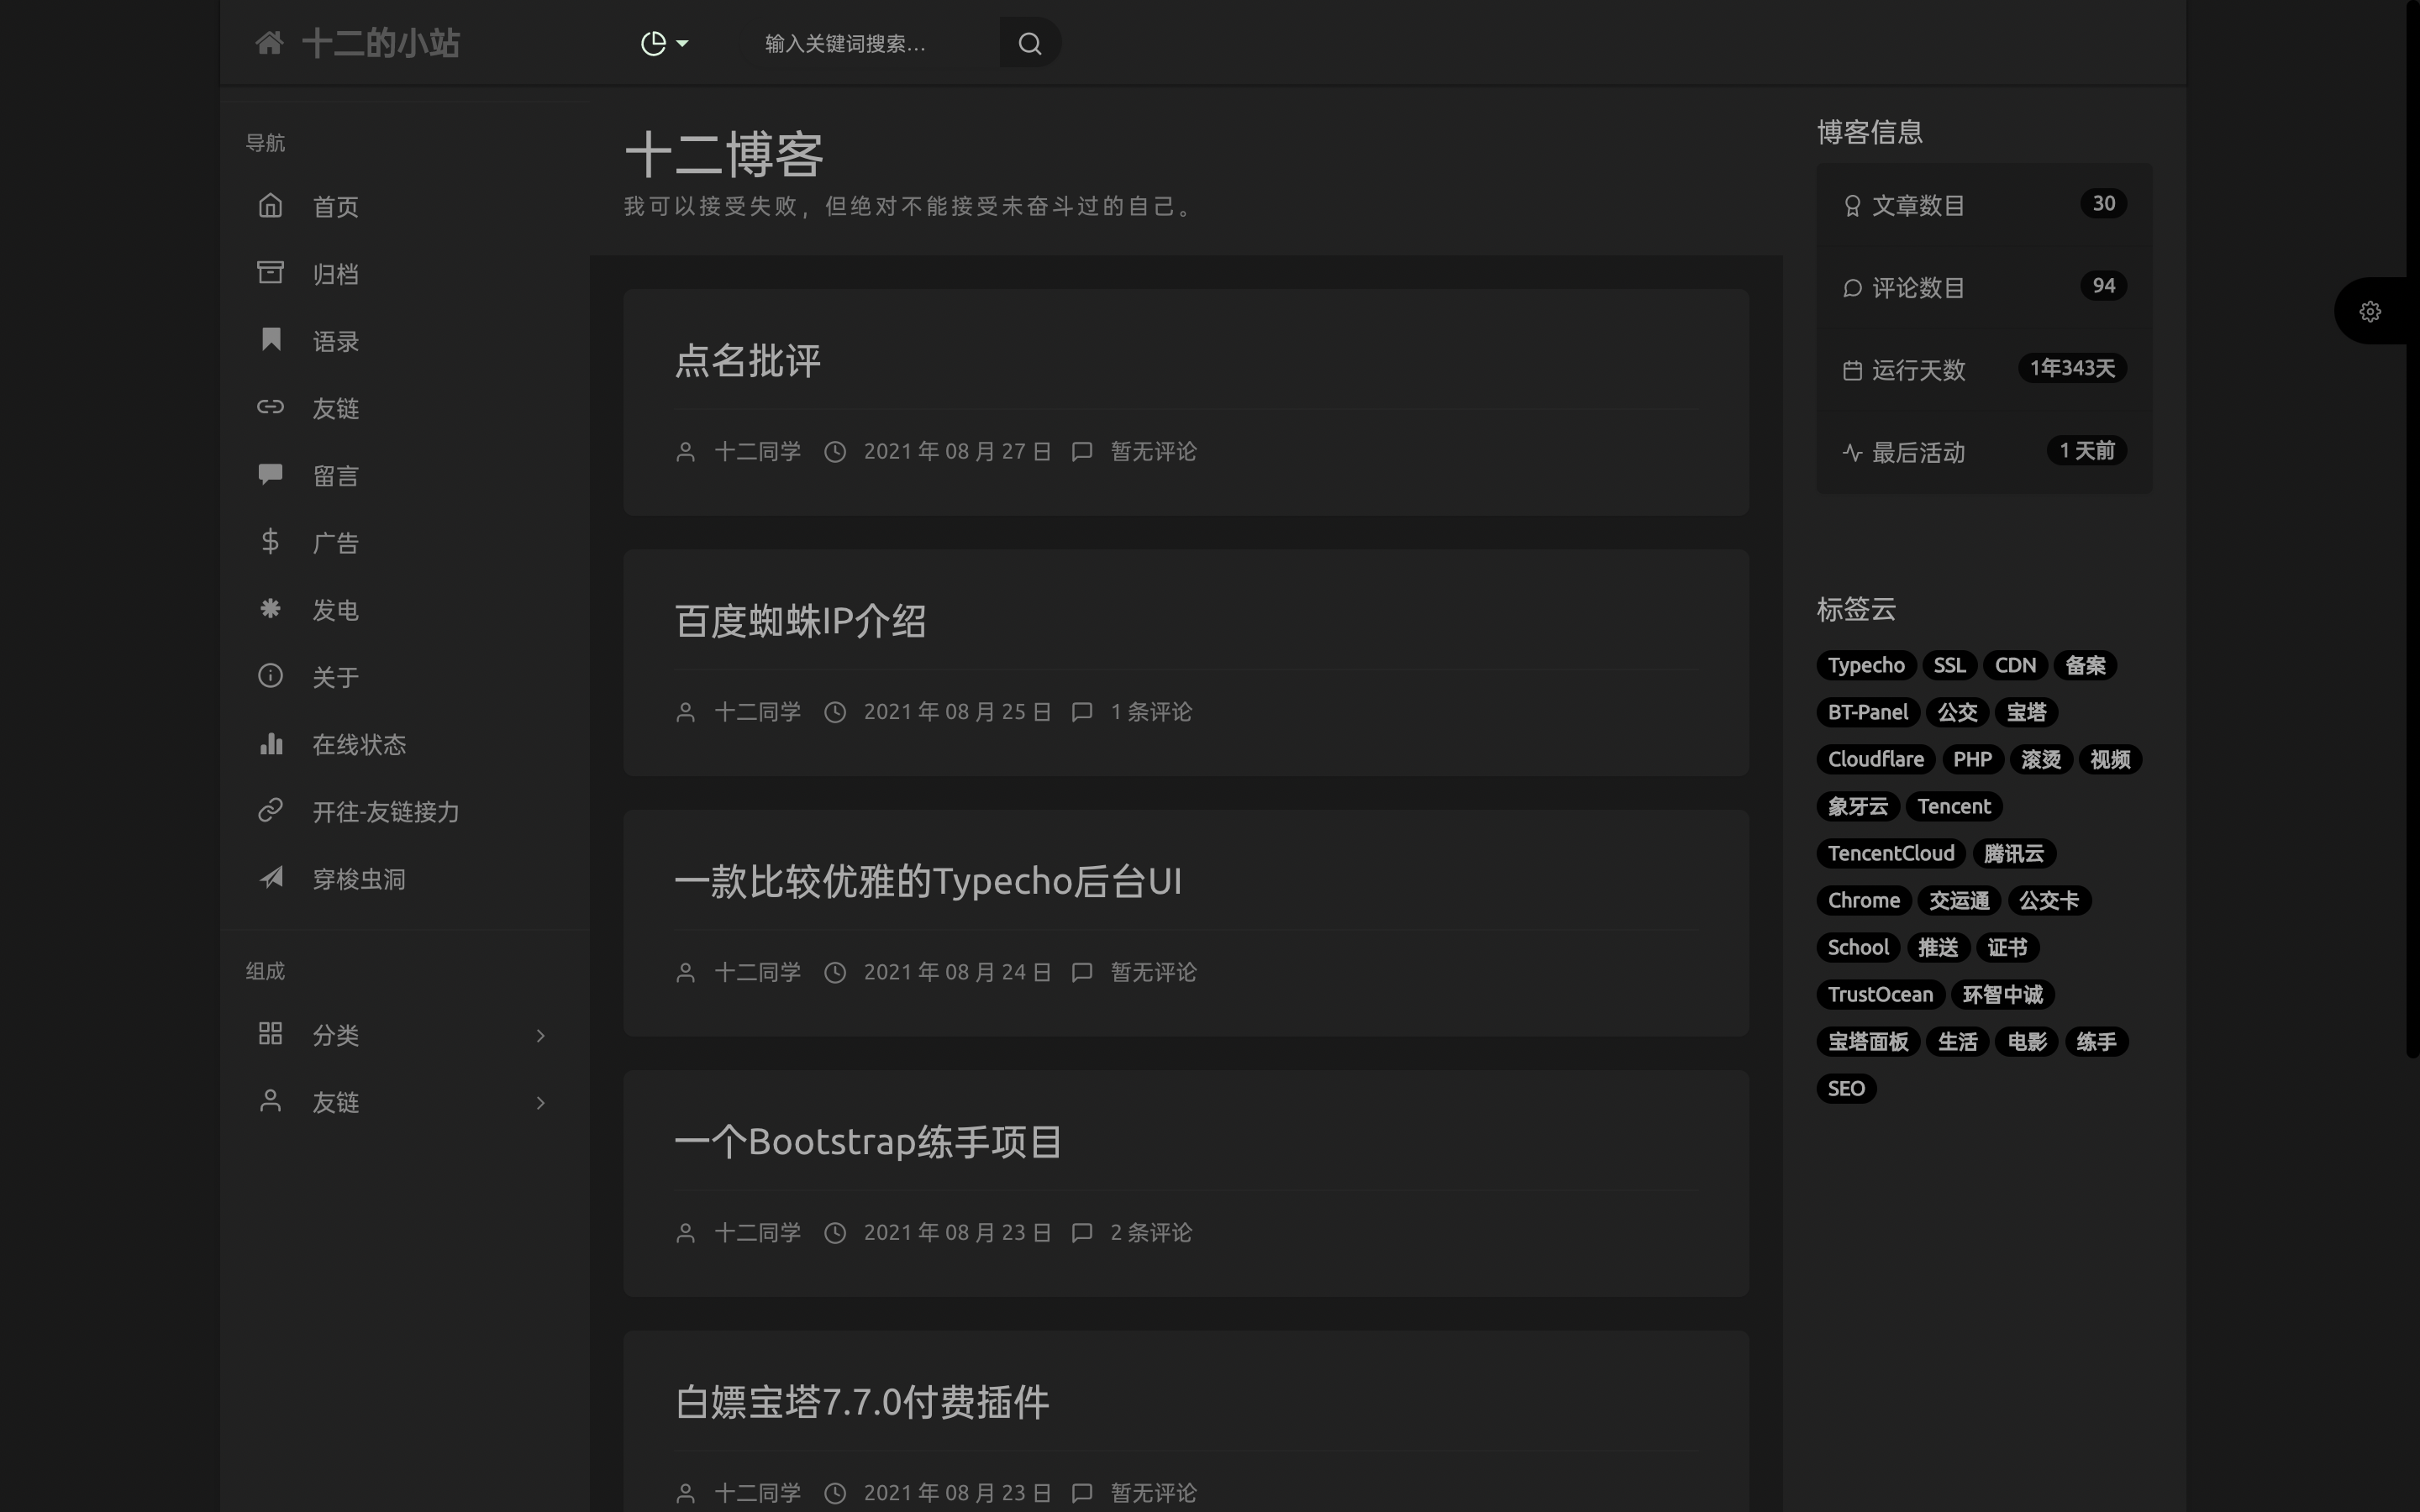 十二的小站
输入关键词搜索...
导航
首页
归档
语录
友链
留言
广告
发电
关于
在线状态
开往-友链接力
穿梭虫洞
组成
分类
友链
十二博客
我可以接受失败，但绝对不能接受未奋斗过的自己。
点名批评
十二同学 2021 年 08 月 27 日 暂无评论
百度蜘蛛IP介绍
十二同学 2021 年 08 月 25 日 1 条评论
一款比较优雅的Typecho后台UI
十二同学 2021 年 08 月 24 日 暂无评论
一个Bootstrap练手项目
十二同学 2021 年 08 月 23 日 2 条评论
白嫖宝塔7.7.0付费插件
十二同学 2021 年 08 月 23 日 暂无评论
博客信息
文章数目 30
评论数目 94
运行天数 1年343天
最后活动 1 天前
标签云
Typecho SSL CDN 备案
BT-Panel 公交 宝塔
Cloudflare PHP 滚烫 视频
象牙云 Tencent
TencentCloud 腾讯云
Chrome 交运通 公交卡
School 推送 证书
TrustOcean 环智中诚
宝塔面板 生活 电影 练手
SEO